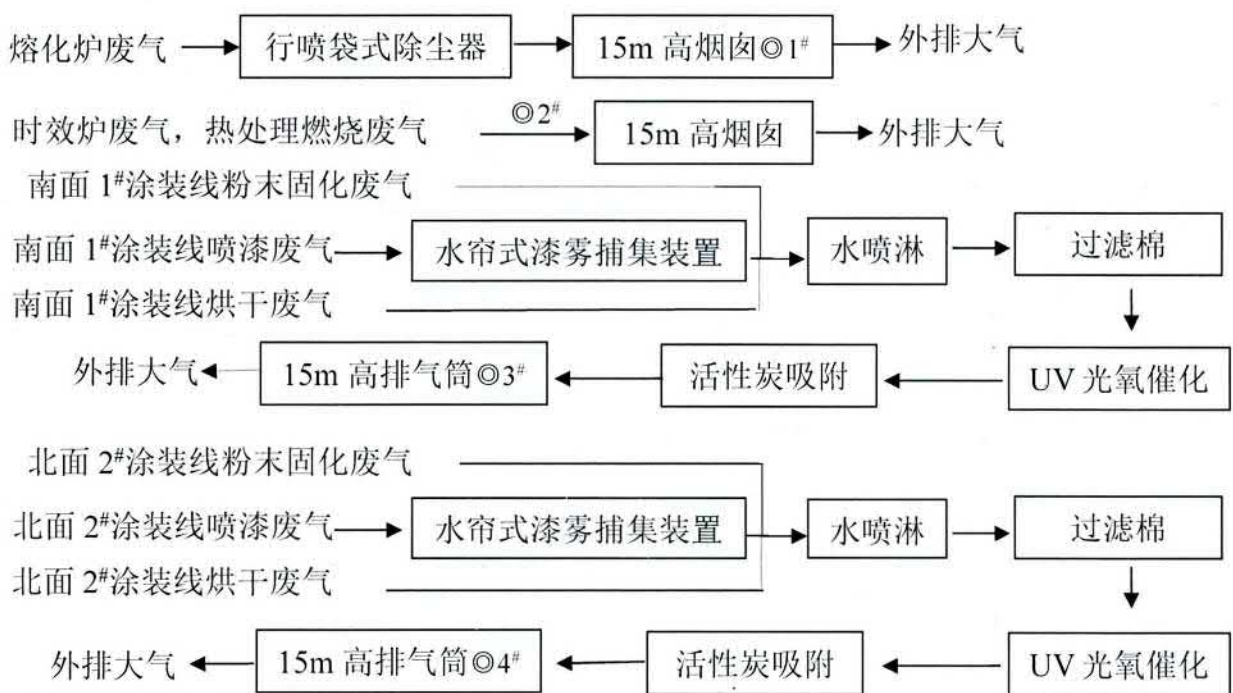 熔化炉废气 行喷袋式除尘器 15m 高烟囱◎1# 外排大气
时效炉废气，热处理燃烧废气 ◎2# 15m 高烟囱 外排大气
南面 1#涂装线粉末固化废气
南面 1#涂装线喷漆废气 水帘式漆雾捕集装置 水喷淋 过滤棉
南面 1#涂装线烘干废气
外排大气 15m 高排气筒◎3# 活性炭吸附 UV 光氧催化
北面 2#涂装线粉末固化废气
北面 2#涂装线喷漆废气 水帘式漆雾捕集装置 水喷淋 过滤棉
北面 2#涂装线烘干废气
外排大气 15m 高排气筒◎4# 活性炭吸附 UV 光氧催化